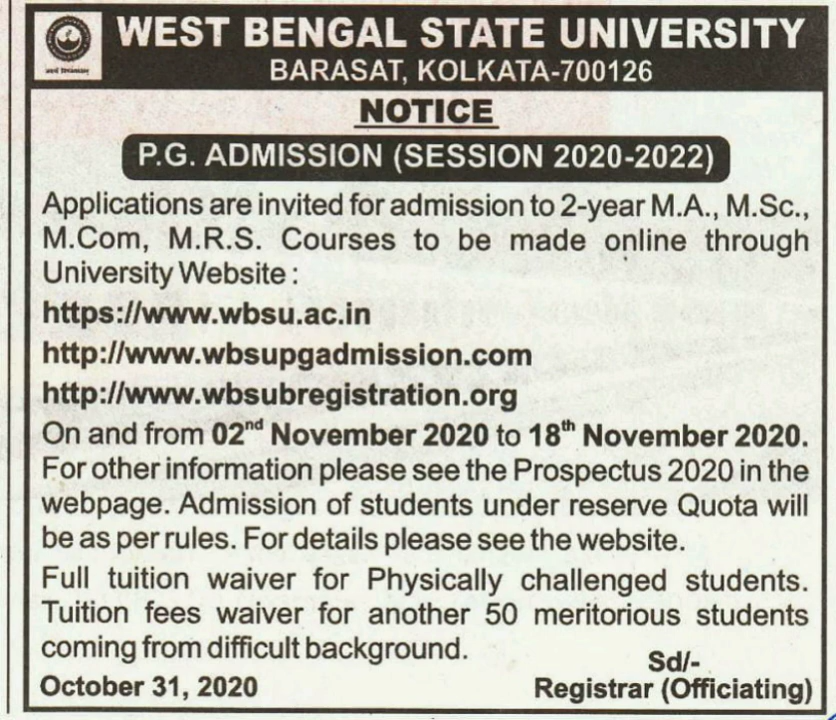 WEST BENGAL STATE UNIVERSITY
BARASAT, KOLKATA-700126
NOTICE
P.G. ADMISSION (SESSION 2020-2022)
Applications are invited for admission to 2-year M.A., M.Sc.,
M.Com, M.R.S. Courses to be made online through
University Website :
https://www.wbsu.ac.in
http://www.wbsupgadmission.com
http://www.wbsubregistration.org
On and from 02nd November 2020 to 18th November 2020.
For other information please see the Prospectus 2020 in the
webpage. Admission of students under reserve Quota will
be as per rules. For details please see the website.
Full tuition waiver for Physically challenged students.
Tuition fees waiver for another 50 meritorious students
coming from difficult background.
Sd/-
October 31, 2020 Registrar (Officiating)